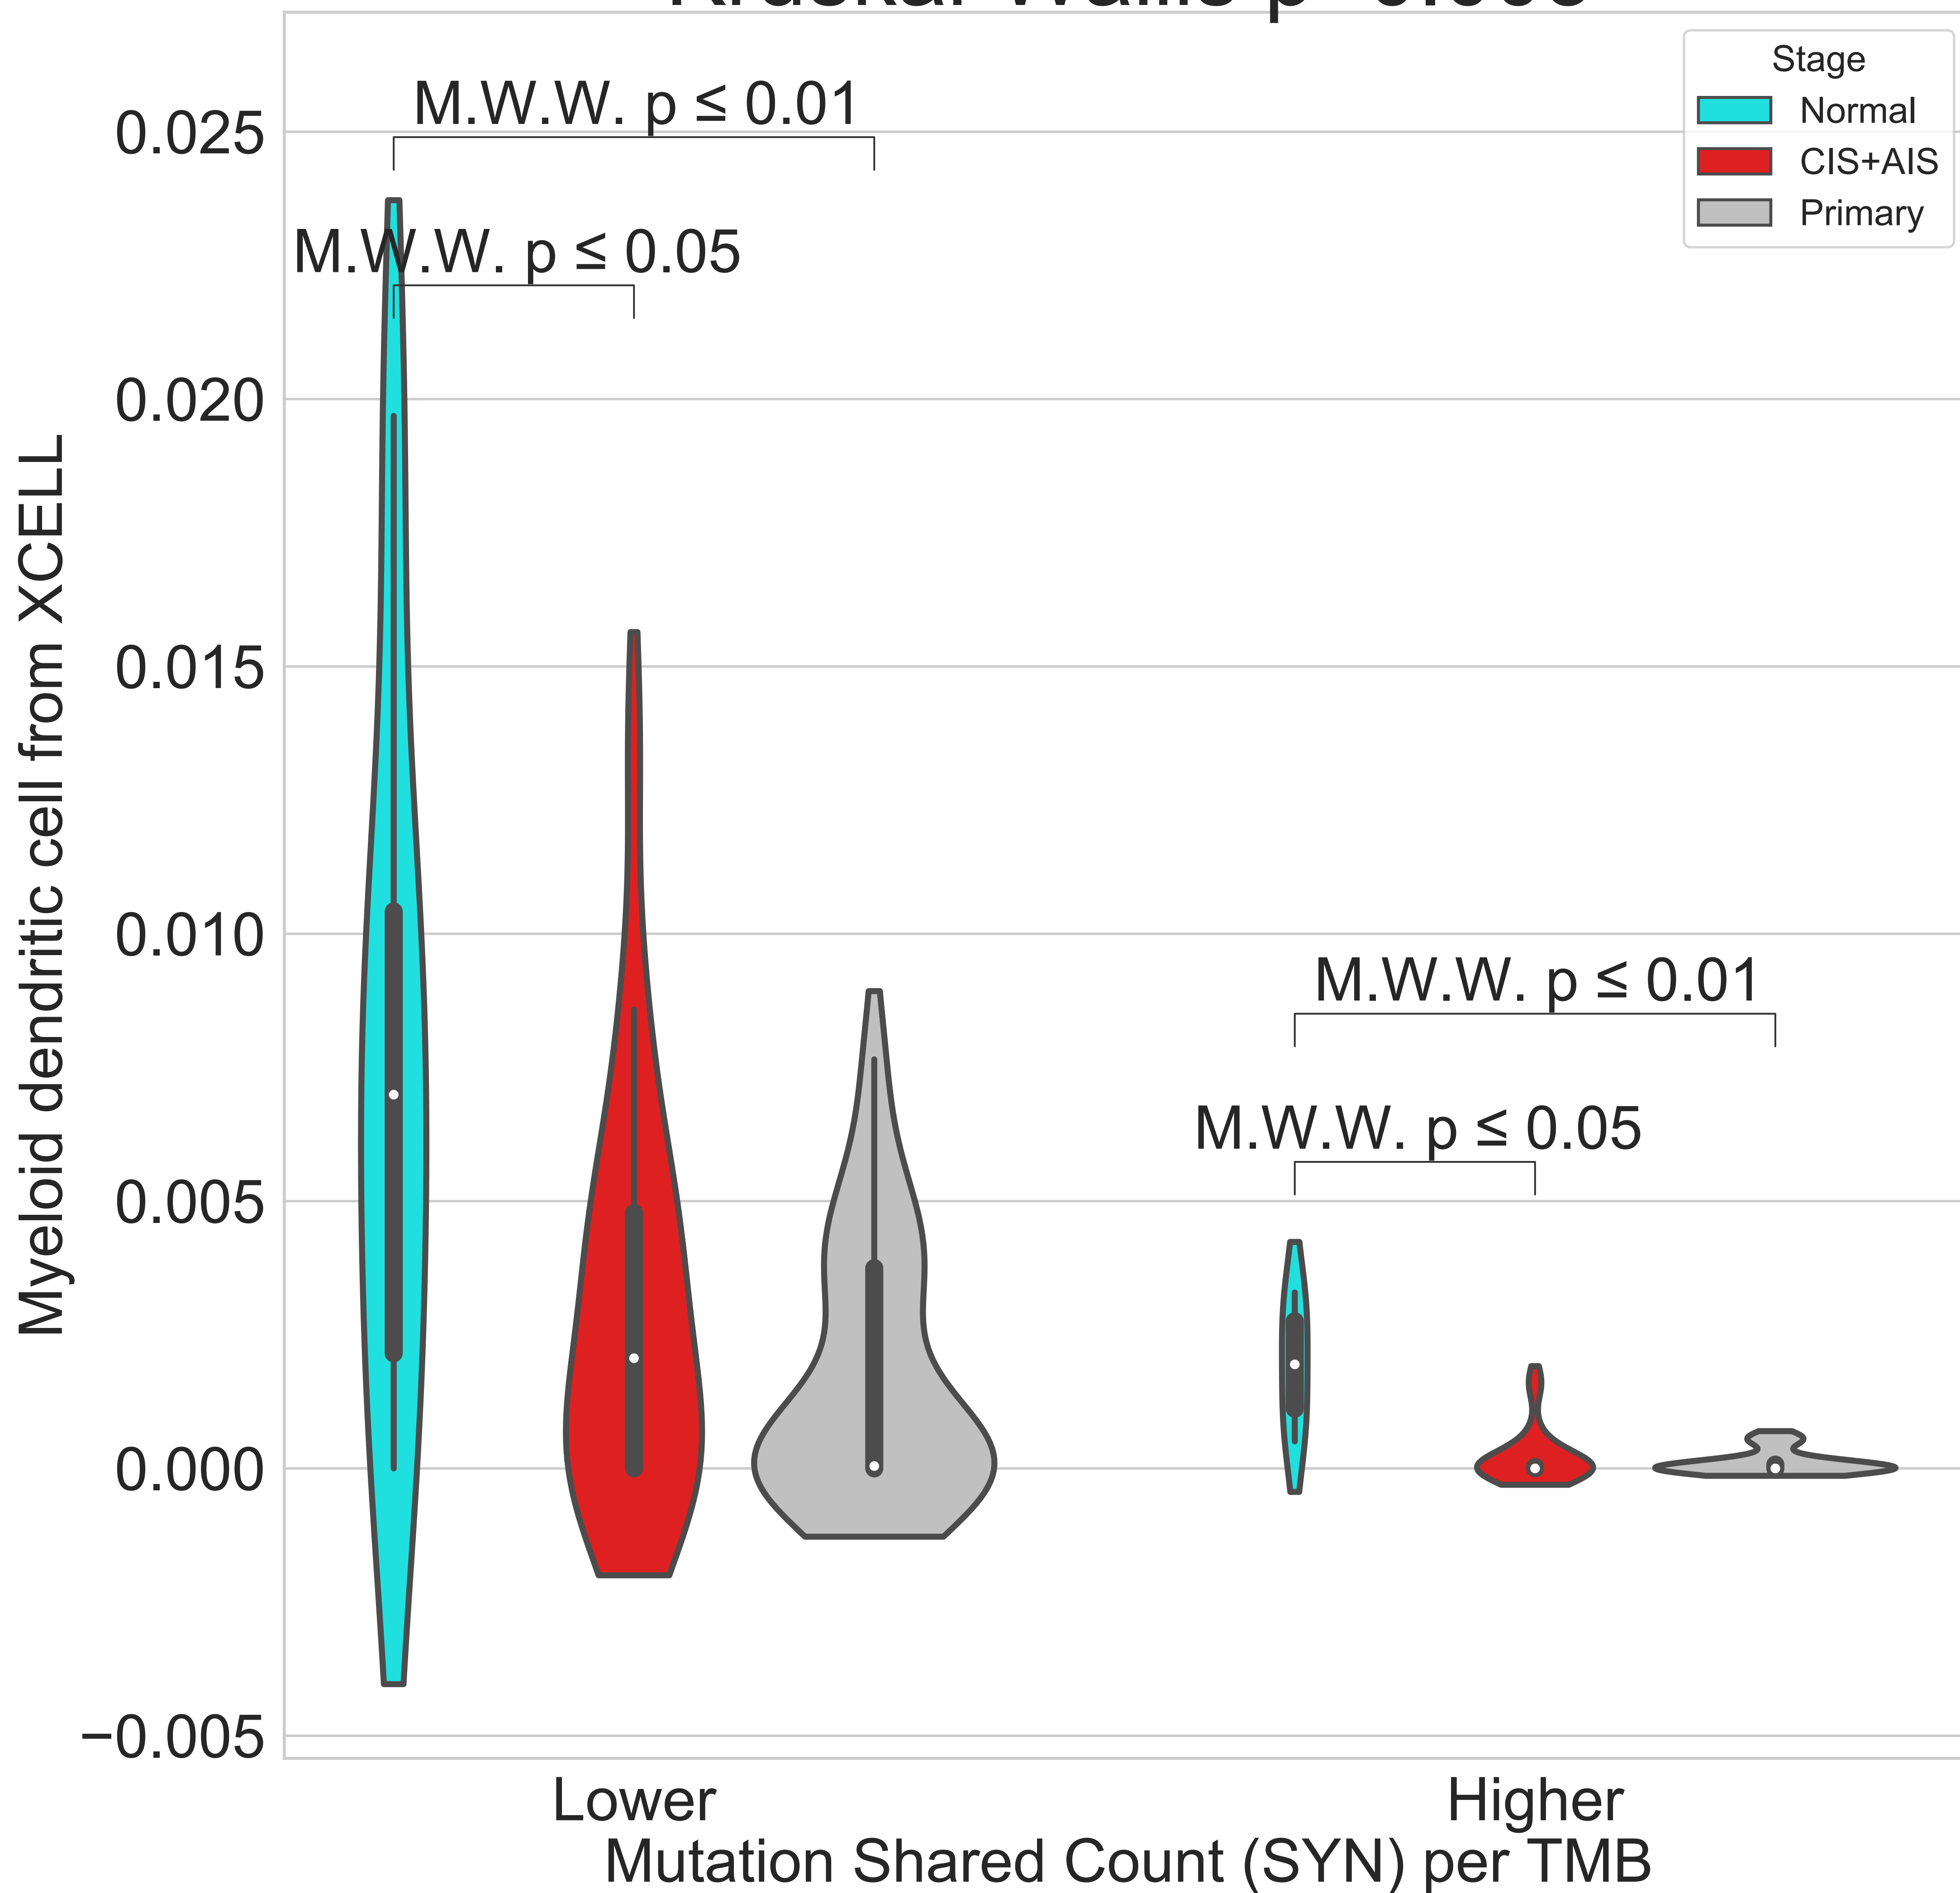 Stage
Normal
CIS+AIS
Primary
M.W.W. p ≤ 0.01
M.W.W. p ≤ 0.05
M.W.W. p ≤ 0.01
M.W.W. p ≤ 0.05
0.025
0.020
0.015
0.010
0.005
0.000
−0.005
Myeloid dendritic cell from XCELL
Lower
Higher
Mutation Shared Count (SYN) per TMB